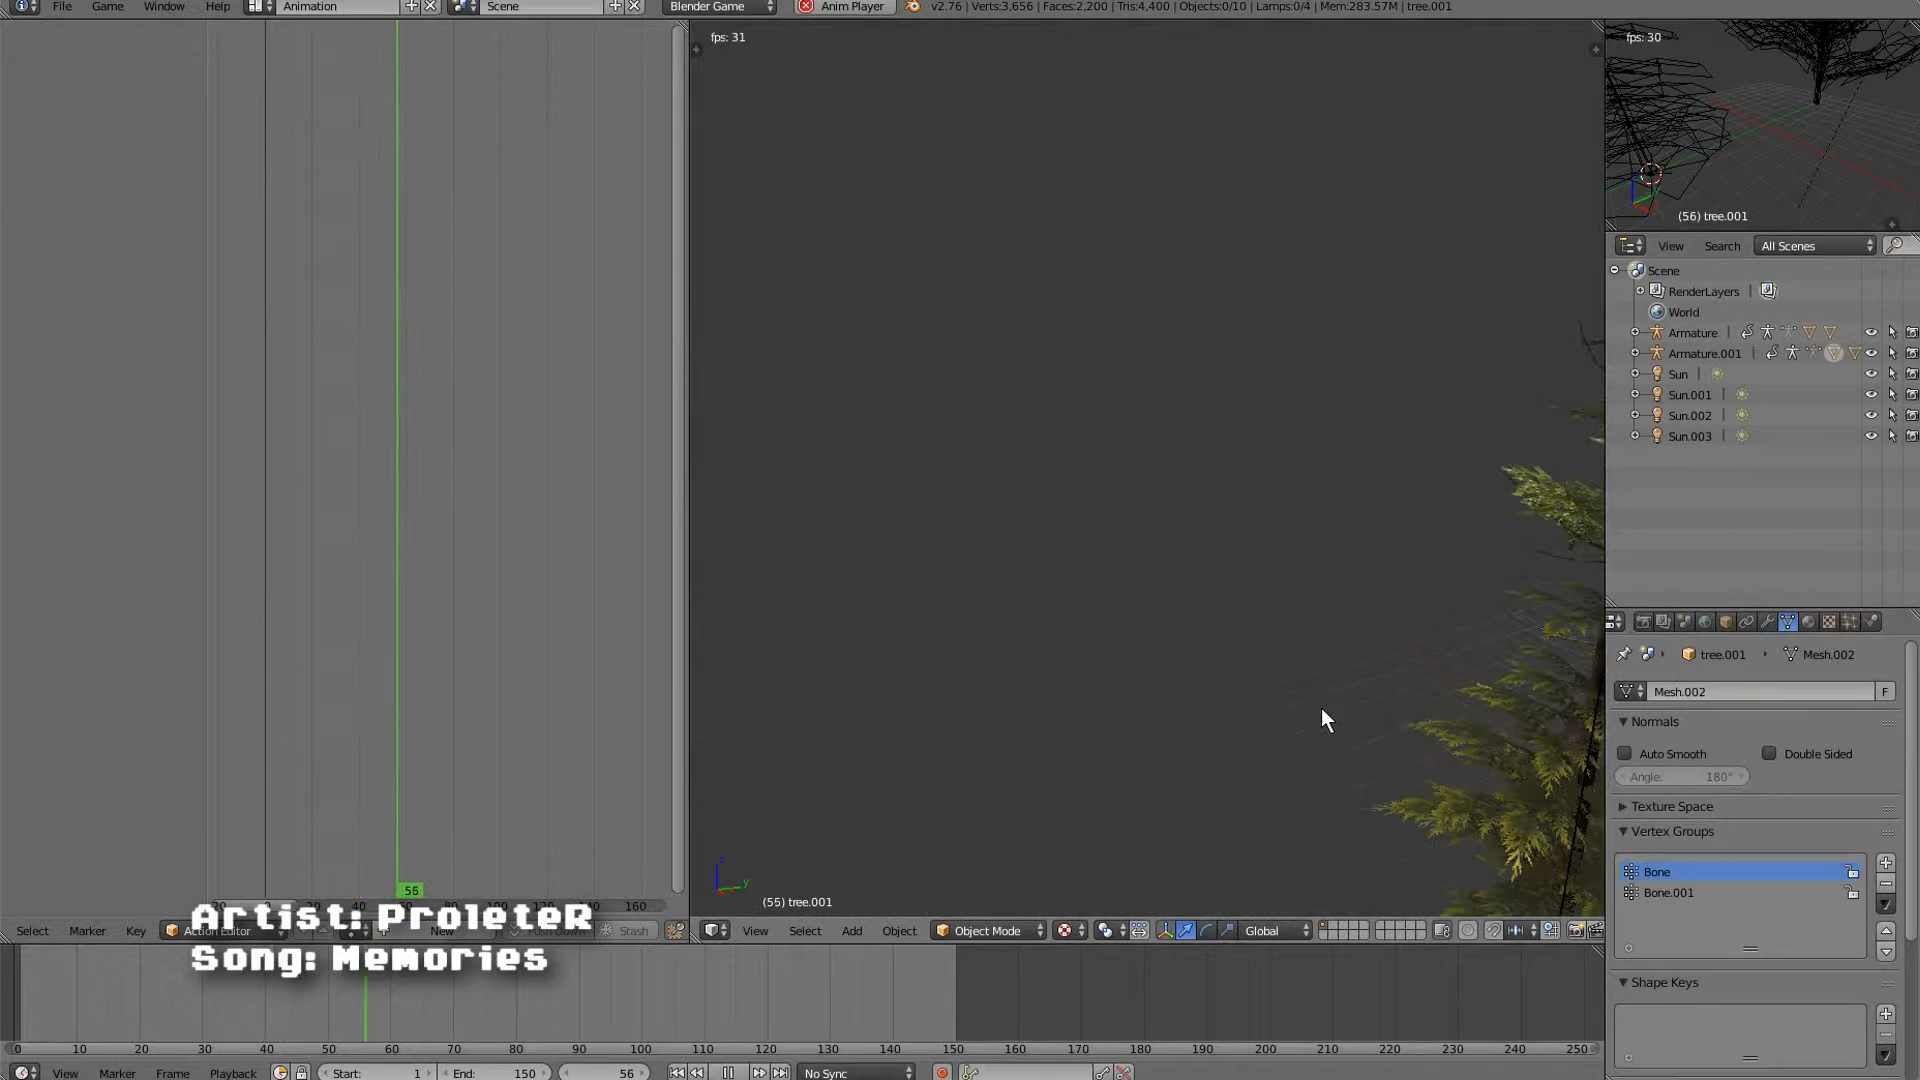 File Game Window Help Animation Scene Blender Game Anim Player v2.76 | Verts:3,656 | Faces:2,200 | Tris:4,400 | Objects:0/10 | Lamps:0/4 | Mem:283.57M | tree.001
fps: 31
fps: 30
(56) tree.001
View Search All Scenes
Scene
RenderLayers
World
Armature
Armature.001
Sun
Sun.001
Sun.002
Sun.003
tree.001 Mesh.002
Mesh.002 F
Normals
Auto Smooth Double Sided
Angle: 180°
Texture Space
Vertex Groups
Bone
Bone.001
Shape Keys
56
z
y
(55) tree.001
Artist: ProleteR
Song: Memories
Select Marker Key Action Editor New Push Down Stash
View Select Add Object Object Mode Global
0 10 20 30 40 50 60 70 80 90 100 110 120 130 140 150 160 170 180 190 200 210 220 230 240 250
View Marker Frame Playback Start: 1 End: 150 56 No Sync